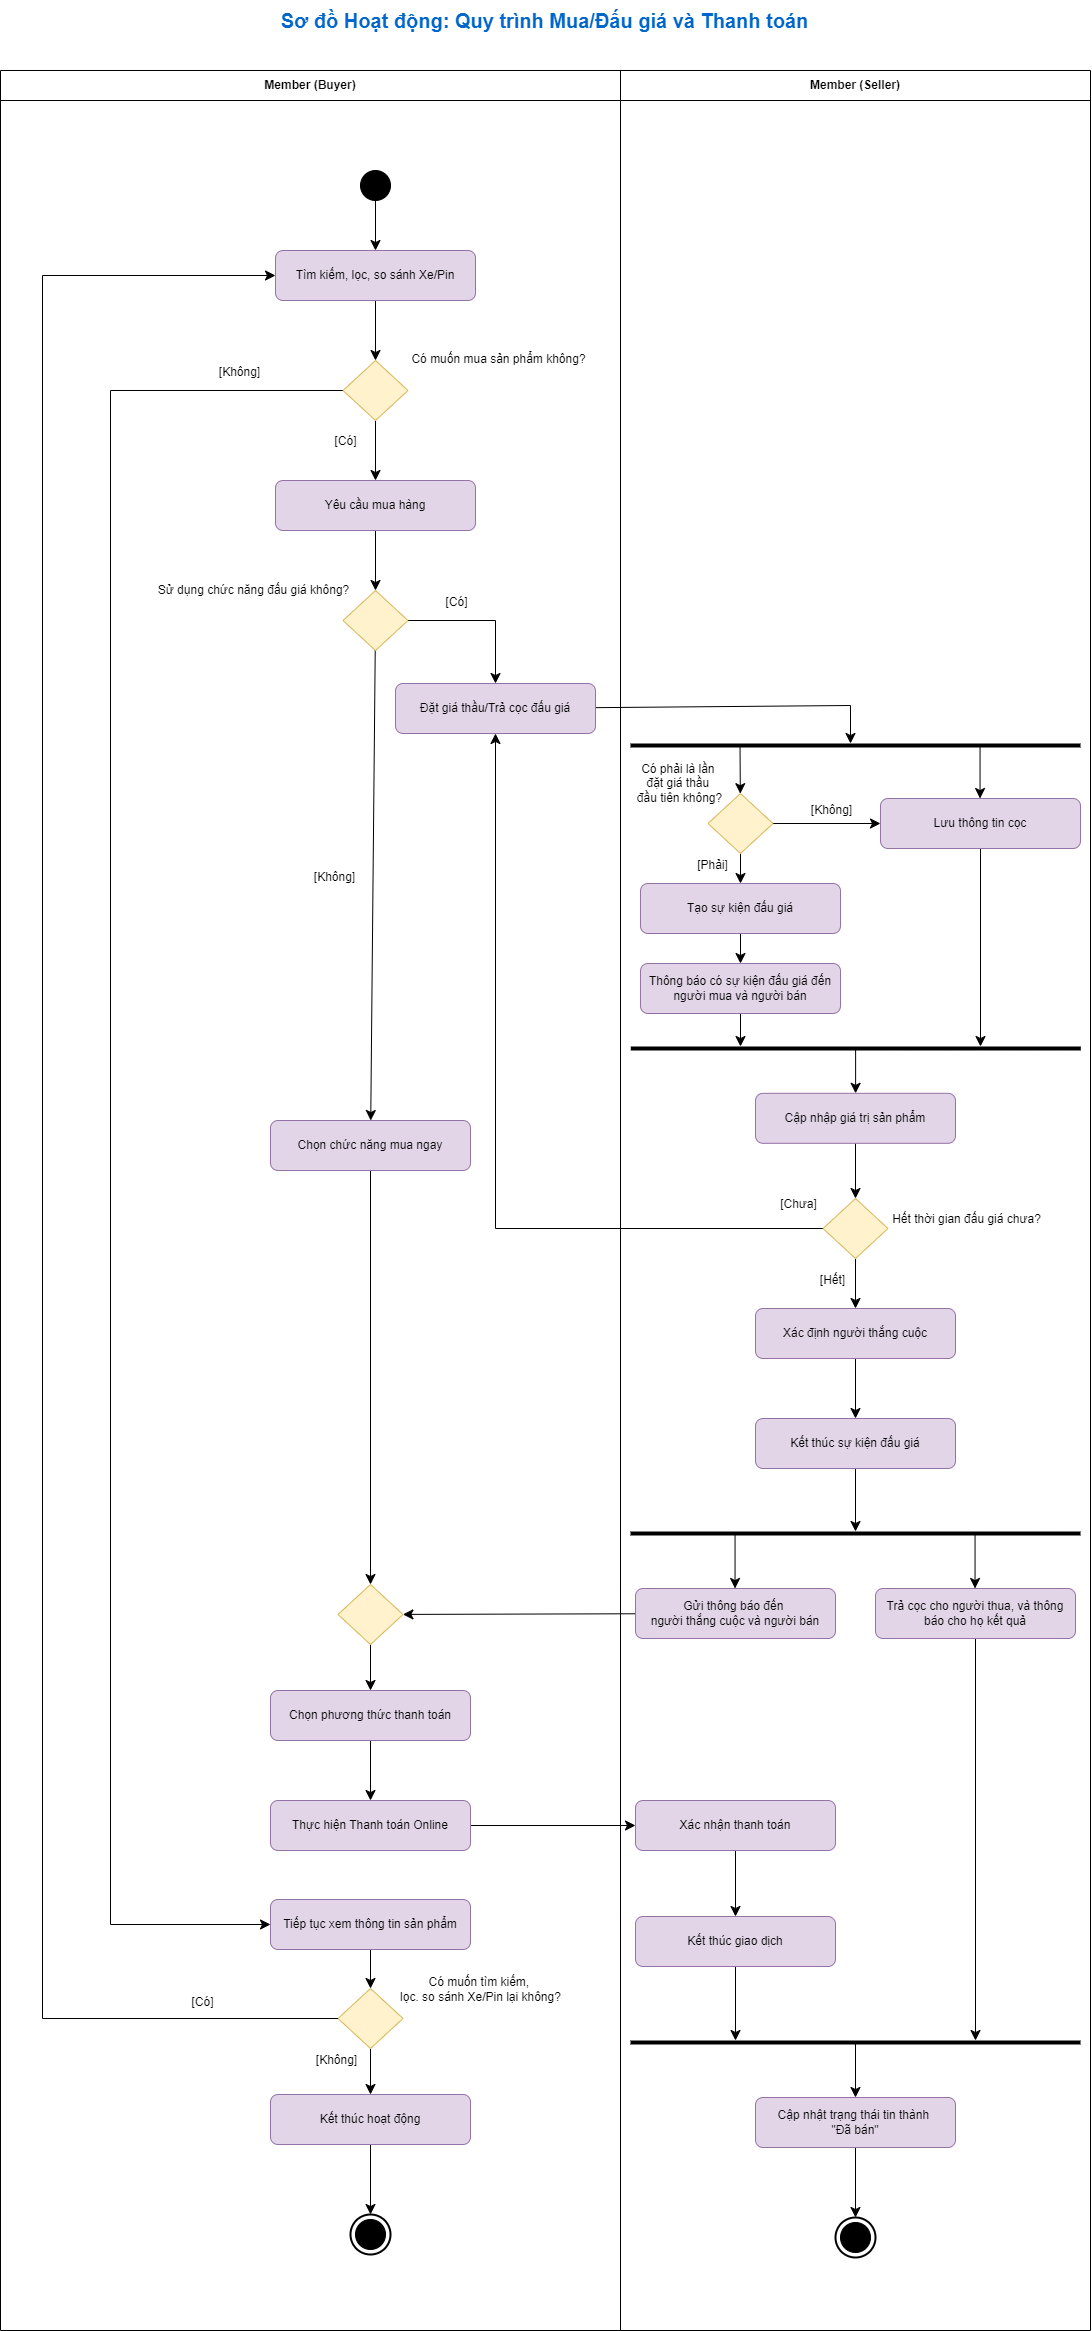 Sơ đồ Hoạt động: Quy trình Mua/Đấu giá và Thanh toán
Member (Buyer)
Member (Seller)
Tìm kiếm, lọc, so sánh Xe/Pin
Có muốn mua sản phẩm không?
[Không]
[Có]
Yêu cầu mua hàng
Sử dụng chức năng đấu giá không?
[Có]
Đặt giá thầu/Trả cọc đấu giá
Có phải là lần
đặt giá thầu
đầu tiên không?
[Không]
Lưu thông tin cọc
[Phải]
[Không]
Tạo sự kiện đấu giá
Thông báo có sự kiện đấu giá đến
người mua và người bán
Cập nhập giá trị sản phẩm
Chọn chức năng mua ngay
[Chưa]
Hết thời gian đấu giá chưa?
[Hết]
Xác định người thắng cuộc
Kết thúc sự kiện đấu giá
Gửi thông báo đến
người thắng cuộc và người bán
Trả cọc cho người thua, và thông
báo cho họ kết quả
Chọn phương thức thanh toán
Thực hiện Thanh toán Online
Xác nhận thanh toán
Tiếp tục xem thông tin sản phẩm
Kết thúc giao dịch
Có muốn tìm kiếm,
lọc. so sánh Xe/Pin lại không?
[Có]
[Không]
Kết thúc hoạt động
Cập nhật trạng thái tin thành
"Đã bán"